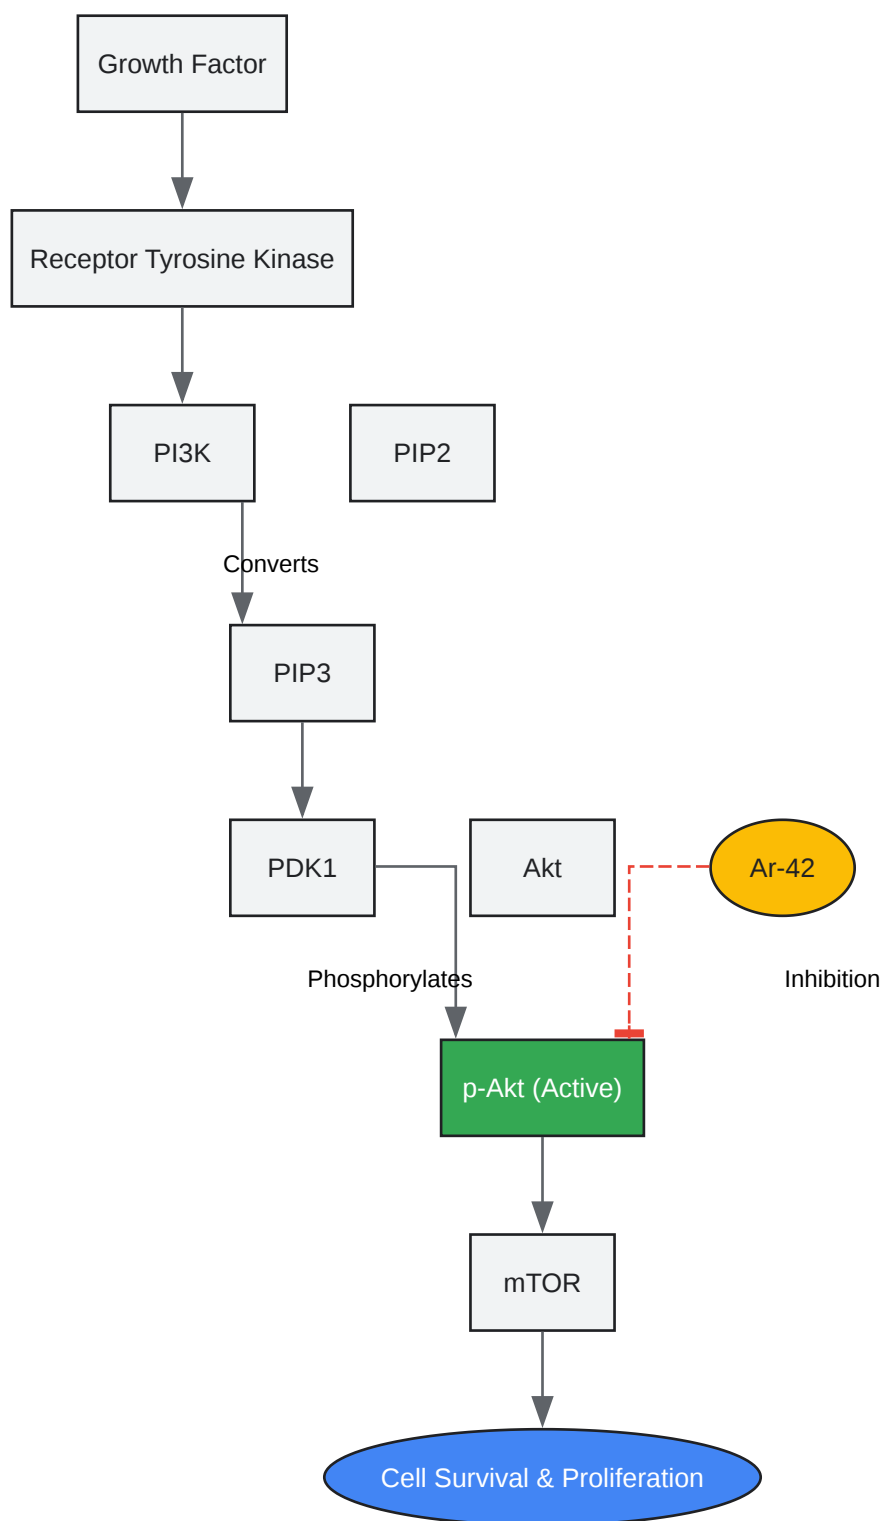 Growth Factor
Receptor Tyrosine Kinase
PI3K
PIP2
Converts
PIP3
PDK1
Akt
Ar-42
Phosphorylates
Inhibition
p-Akt (Active)
mTOR
Cell Survival & Proliferation